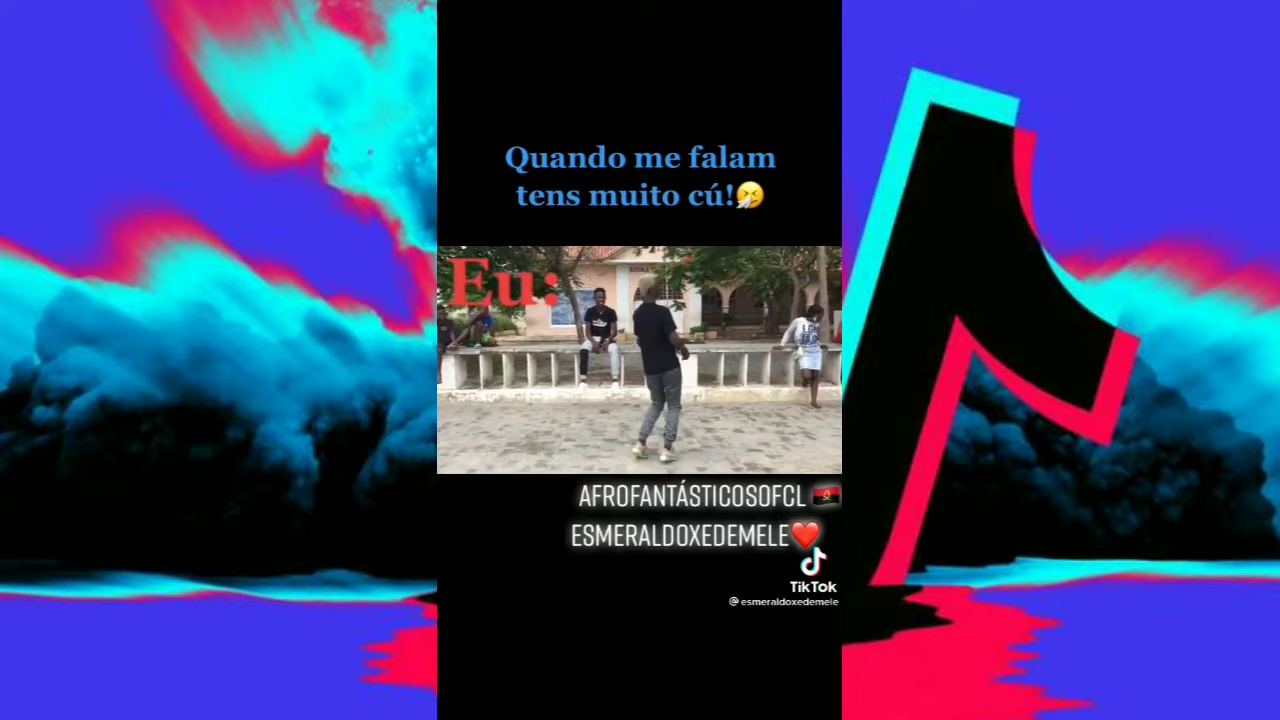 Quando me falam
tens muito cú!🤧
Eu:
AFROFANTÁSTICOSOFCL 🇦🇴
ESMERALDOXEDEMELE❤️
TikTok
@esmeraldoxedemele